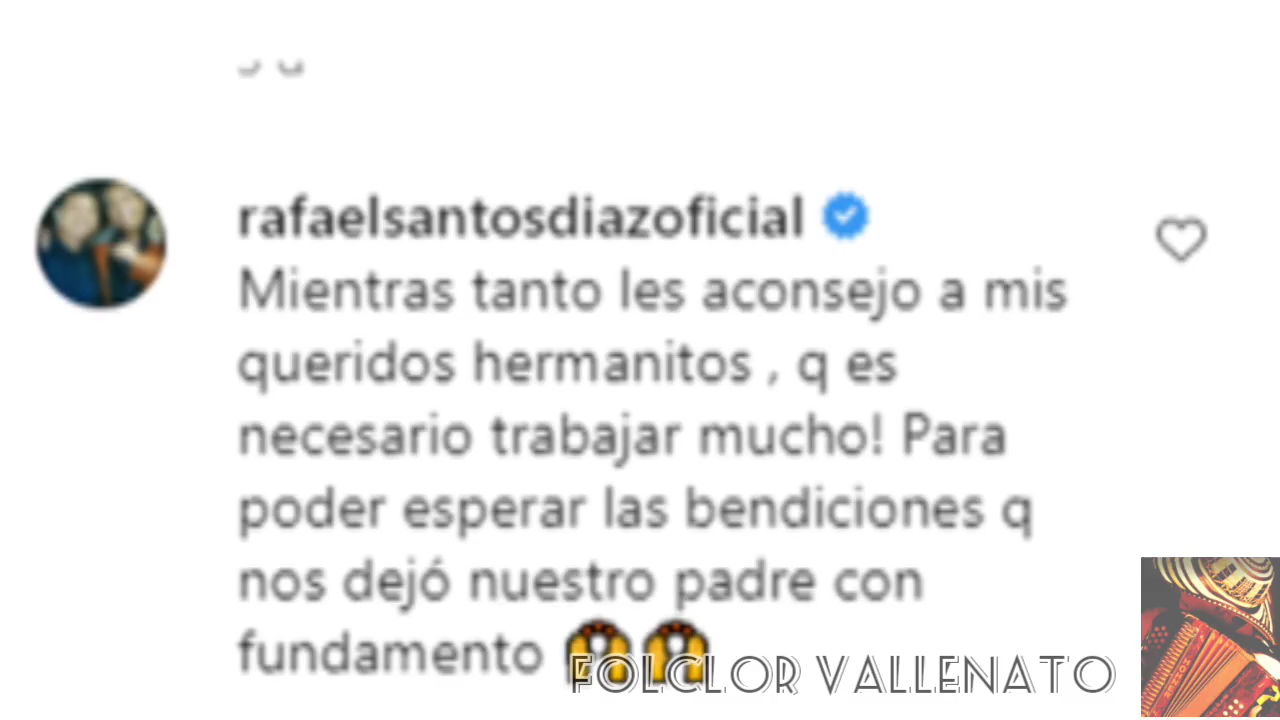 rafaelsantosdiazoficial
Mientras tanto les aconsejo a mis
queridos hermanitos , q es
necesario trabajar mucho! Para
poder esperar las bendiciones q
nos dejó nuestro padre con
fundamento 😱😱
FOLCLOR VALLENATO